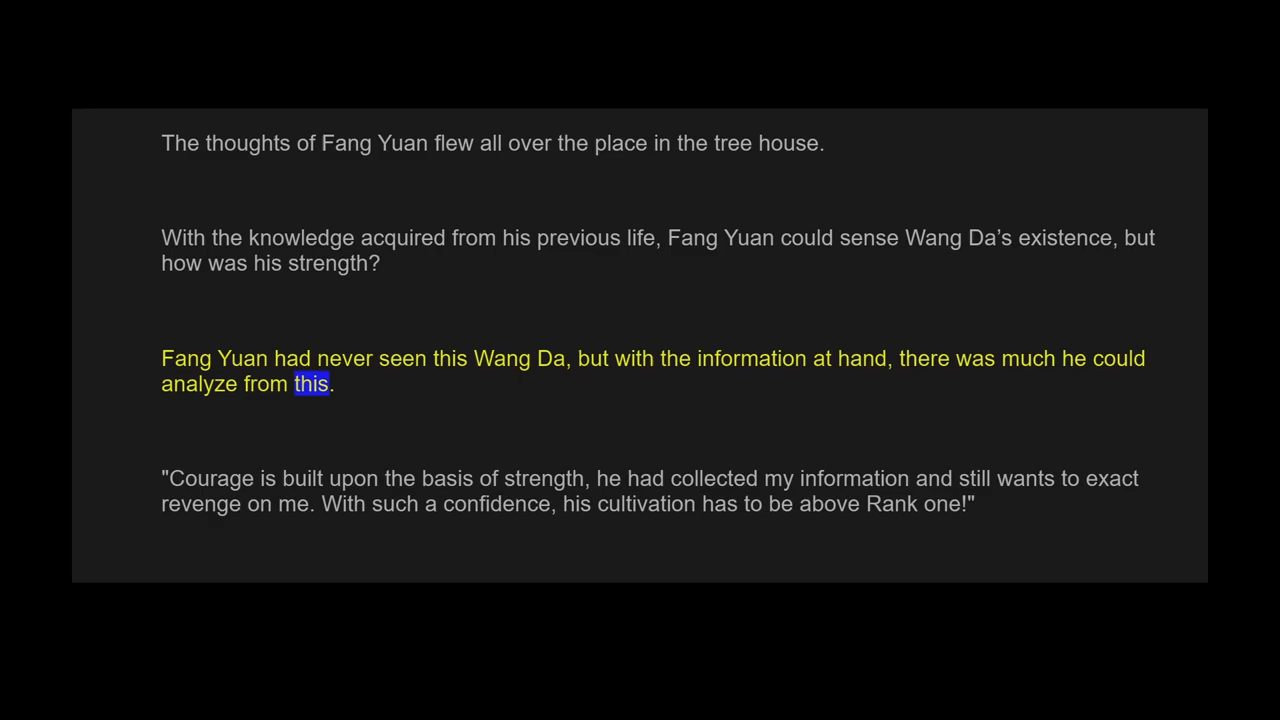 The thoughts of Fang Yuan flew all over the place in the tree house.
With the knowledge acquired from his previous life, Fang Yuan could sense Wang Da’s existence, but
how was his strength?
Fang Yuan had never seen this Wang Da, but with the information at hand, there was much he could
analyze from this.
"Courage is built upon the basis of strength, he had collected my information and still wants to exact
revenge on me. With such a confidence, his cultivation has to be above Rank one!"